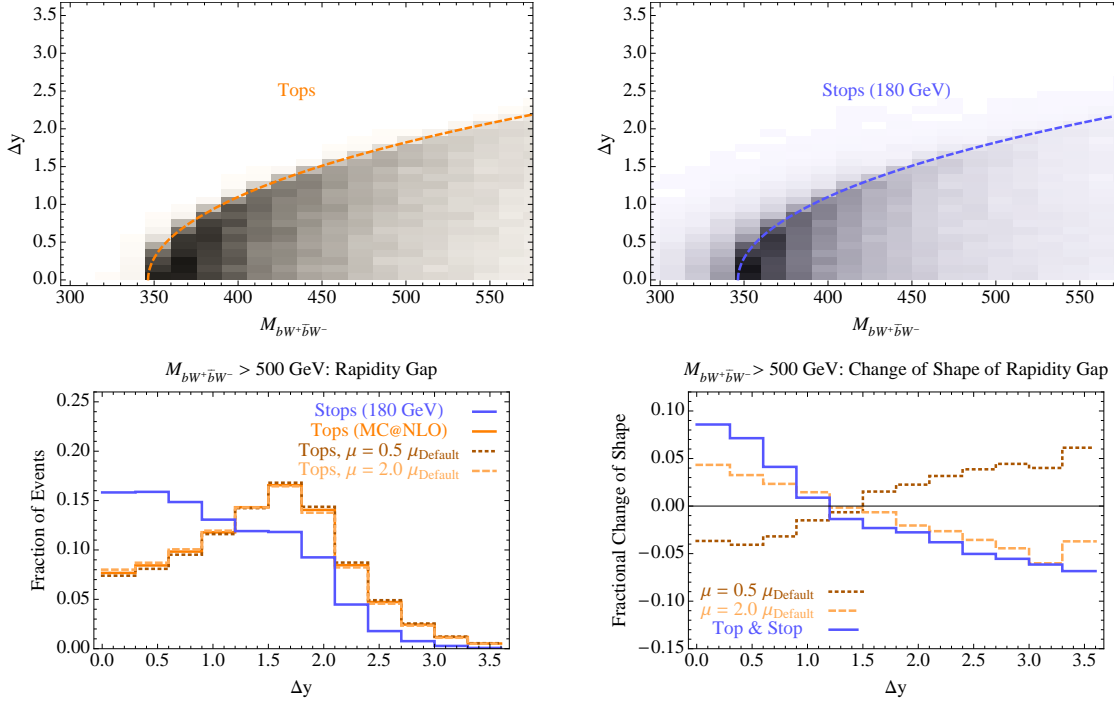 3.5
3.0
2.5
2.0
1.5
1.0
0.5
0.0
Δy
Tops
300 350 400 450 500 550
M_{bW⁺b̅W⁻}
3.5
3.0
2.5
2.0
1.5
1.0
0.5
0.0
Δy
Stops (180 GeV)
300 350 400 450 500 550
M_{bW⁺b̅W⁻}
M_{bW⁺b̅W⁻} > 500 GeV: Rapidity Gap
0.25
0.20
0.15
0.10
0.05
0.00
Fraction of Events
Stops (180 GeV)
Tops (MC@NLO)
Tops, μ = 0.5 μ_{Default}
Tops, μ = 2.0 μ_{Default}
0.0 0.5 1.0 1.5 2.0 2.5 3.0 3.5
Δy
M_{bW⁺b̅W⁻} > 500 GeV: Change of Shape of Rapidity Gap
0.10
0.05
0.00
−0.05
−0.10
−0.15
Fractional Change of Shape
μ = 0.5 μ_{Default}
μ = 2.0 μ_{Default}
Top & Stop
0.0 0.5 1.0 1.5 2.0 2.5 3.0 3.5
Δy